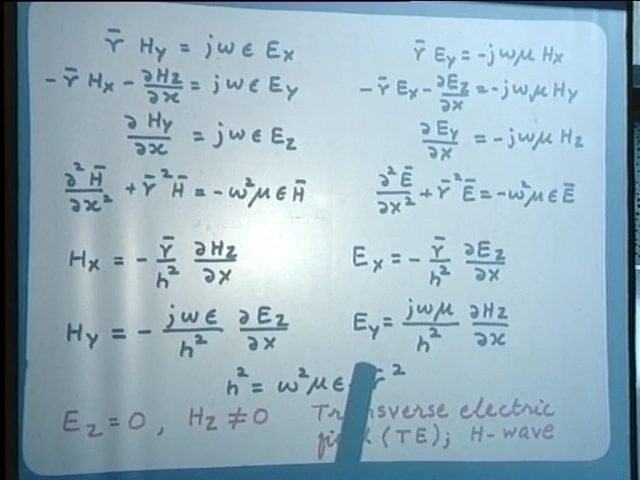 γ̄ Hy = jωϵ Ex    γ̄ Ey = -jωμ Hx
-γ̄ Hx - ∂Hz/∂x = jωϵ Ey    -γ̄ Ex - ∂Ez/∂x = -jωμ Hy
∂Hy/∂x = jωϵ Ez    ∂Ey/∂x = -jωμ Hz
∂²H̄/∂x² + γ̄²H̄ = -ω²μϵH̄    ∂²Ē/∂x² + γ̄²Ē = -ω²μϵĒ
Hx = - γ̄/h² ∂Hz/∂x    Ex = - γ̄/h² ∂Ez/∂x
Hy = - jωϵ/h² ∂Ez/∂x    Ey = jωμ/h² ∂Hz/∂x
h² = ω²μϵ
Ez = 0, Hz ≠ 0    Transverse electric
(TE); H-wave